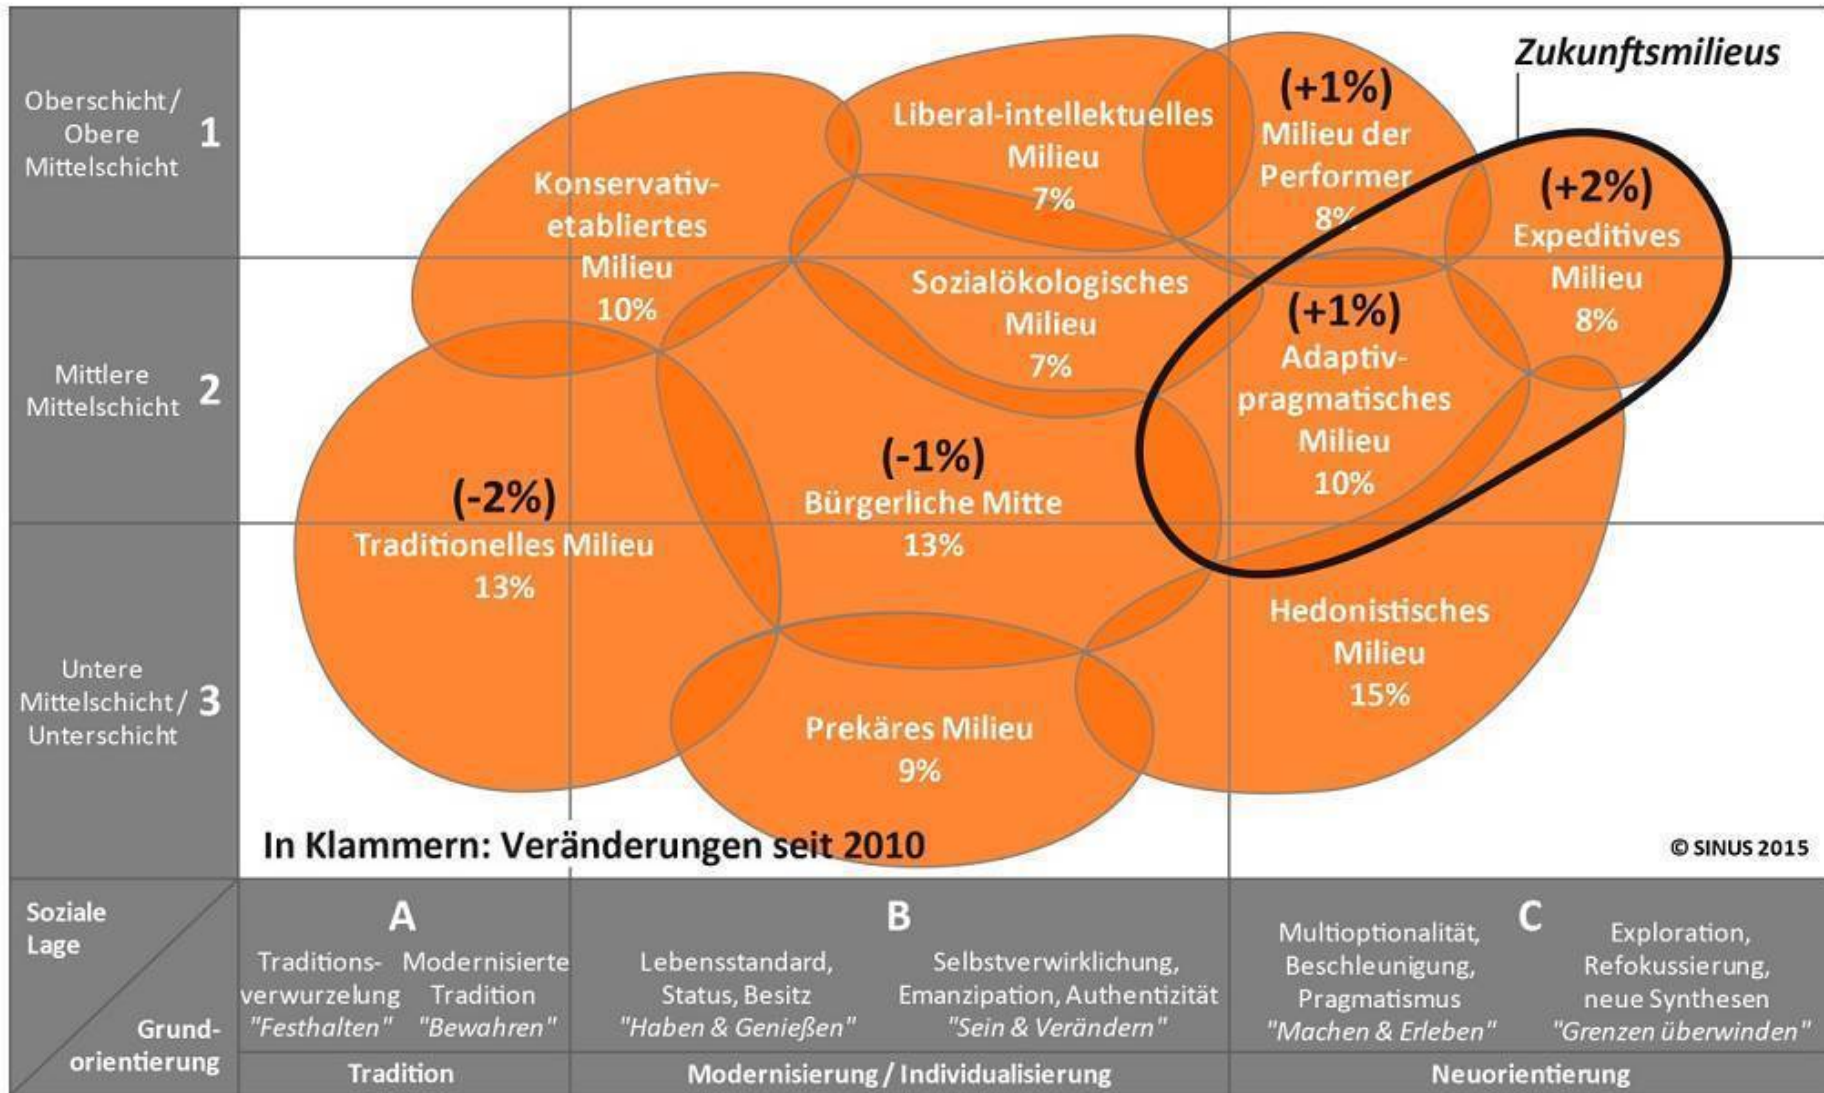 Zukunftsmilieus
Oberschicht /
Obere
Mittelschicht
1
Mittlere
Mittelschicht
2
Untere
Mittelschicht /
Unterschicht
3
Konservativ-
etabliertes
Milieu
10%
Liberal-intellektuelles
Milieu
7%
(+1%)
Milieu der
Performer
8%
(+2%)
Expeditives
Milieu
8%
Sozialökologisches
Milieu
7%
(+1%)
Adaptiv-
pragmatisches
Milieu
10%
(-2%)
Traditionelles Milieu
13%
(-1%)
Bürgerliche Mitte
13%
Hedonistisches
Milieu
15%
Prekäres Milieu
9%
In Klammern: Veränderungen seit 2010
© SINUS 2015
Soziale
Lage
Grund-
orientierung
A
Traditions-
verwurzelung
"Festhalten"
Modernisierte
Tradition
"Bewahren"
Tradition
B
Lebensstandard,
Status, Besitz
"Haben & Genießen"
Selbstverwirklichung,
Emanzipation, Authentizität
"Sein & Verändern"
Modernisierung / Individualisierung
C
Multioptionalität,
Beschleunigung,
Pragmatismus
"Machen & Erleben"
Exploration,
Refokussierung,
neue Synthesen
"Grenzen überwinden"
Neuorientierung